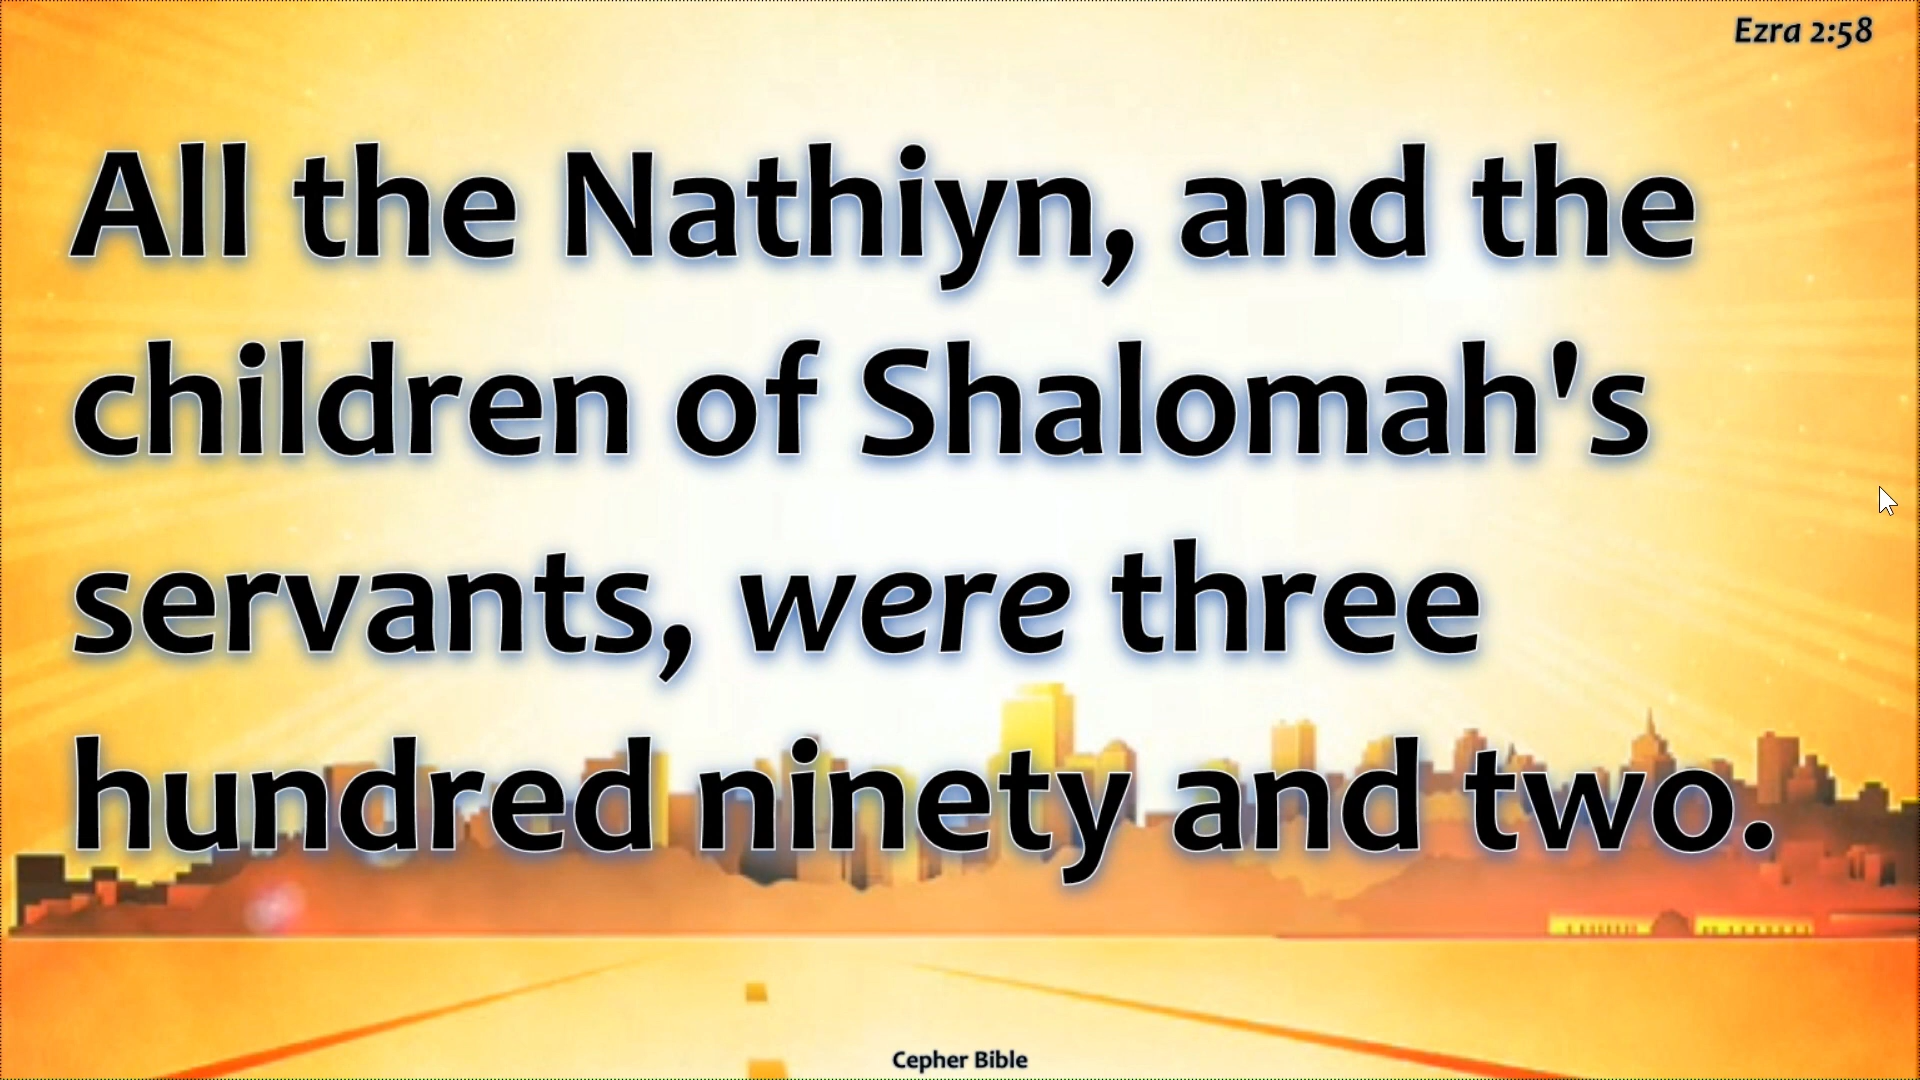 Ezra 2:58
All the Nathiyn, and the
children of Shalomah's
servants, were three
hundred ninety and two.
Cepher Bible